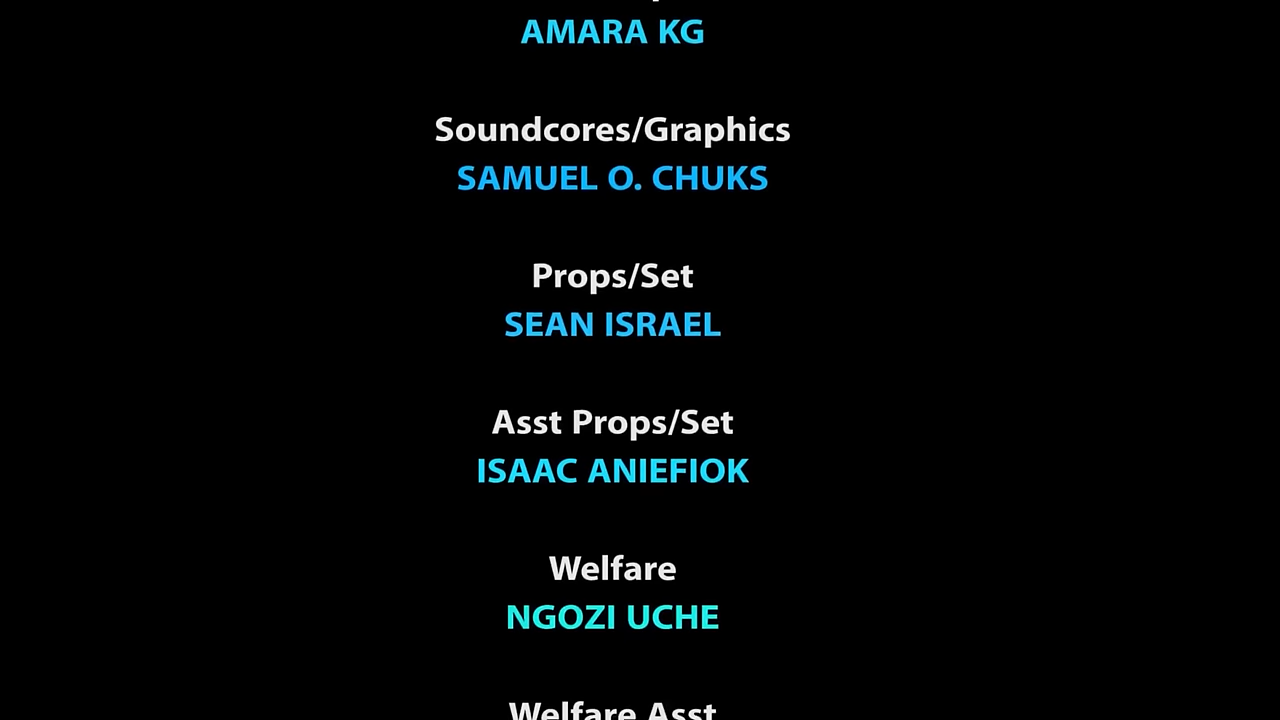 AMARA KG
Soundcores/Graphics
SAMUEL O. CHUKS
Props/Set
SEAN ISRAEL
Asst Props/Set
ISAAC ANIEFIOK
Welfare
NGOZI UCHE
Welfare Asst